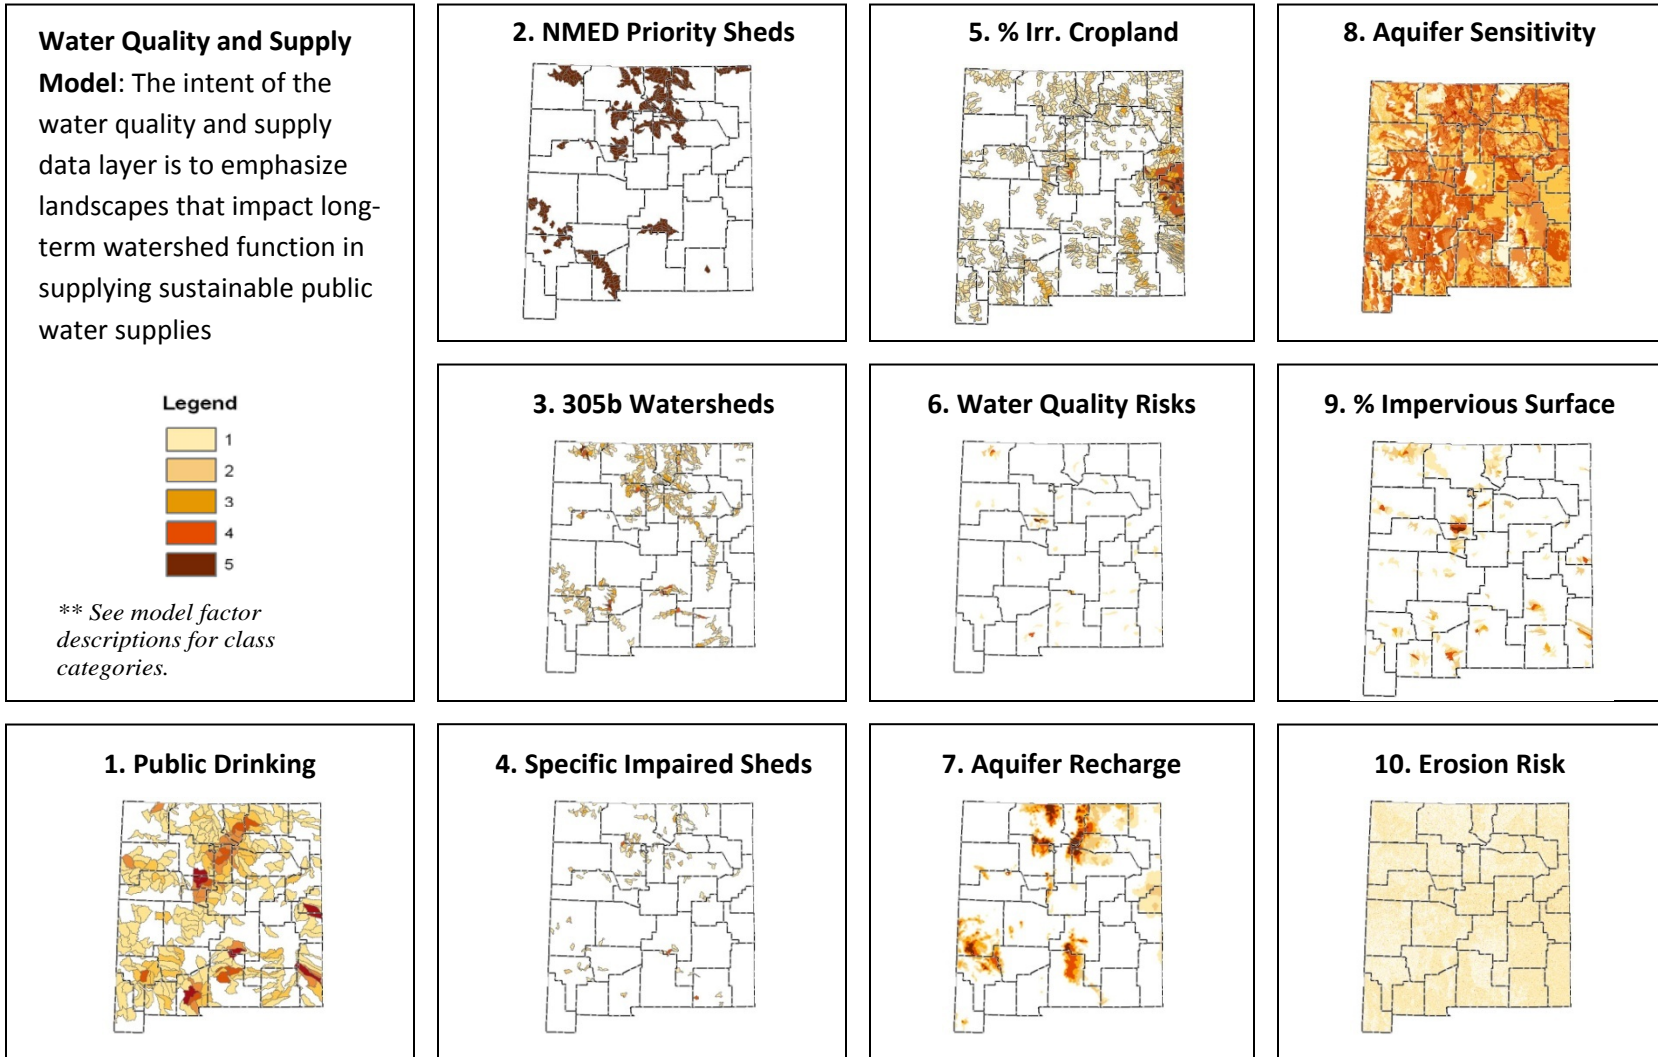 Water Quality and Supply
Model: The intent of the
water quality and supply
data layer is to emphasize
landscapes that impact long-
term watershed function in
supplying sustainable public
water supplies
Legend
1
2
3
4
5
** See model factor
descriptions for class
categories.
1. Public Drinking
2. NMED Priority Sheds
3. 305b Watersheds
4. Specific Impaired Sheds
5. % Irr. Cropland
6. Water Quality Risks
7. Aquifer Recharge
8. Aquifer Sensitivity
9. % Impervious Surface
10. Erosion Risk